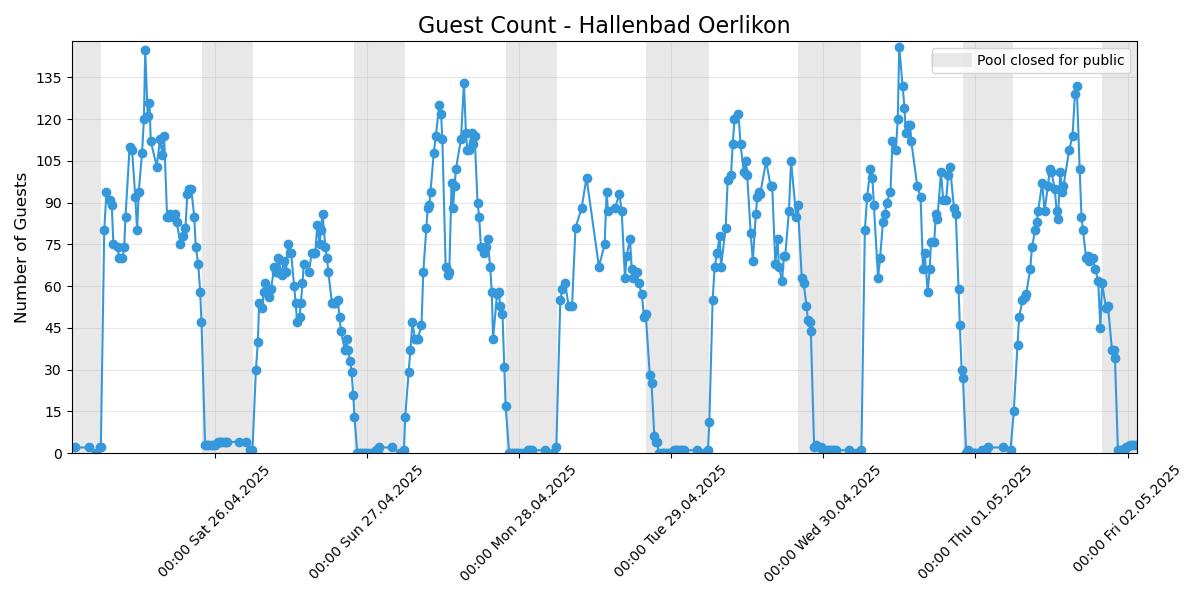 Guest Count - Hallenbad Oerlikon
Pool closed for public
Number of Guests
135
120
105
90
75
60
45
30
15
0
00:00 Sat 26.04.2025
00:00 Sun 27.04.2025
00:00 Mon 28.04.2025
00:00 Tue 29.04.2025
00:00 Wed 30.04.2025
00:00 Thu 01.05.2025
00:00 Fri 02.05.2025